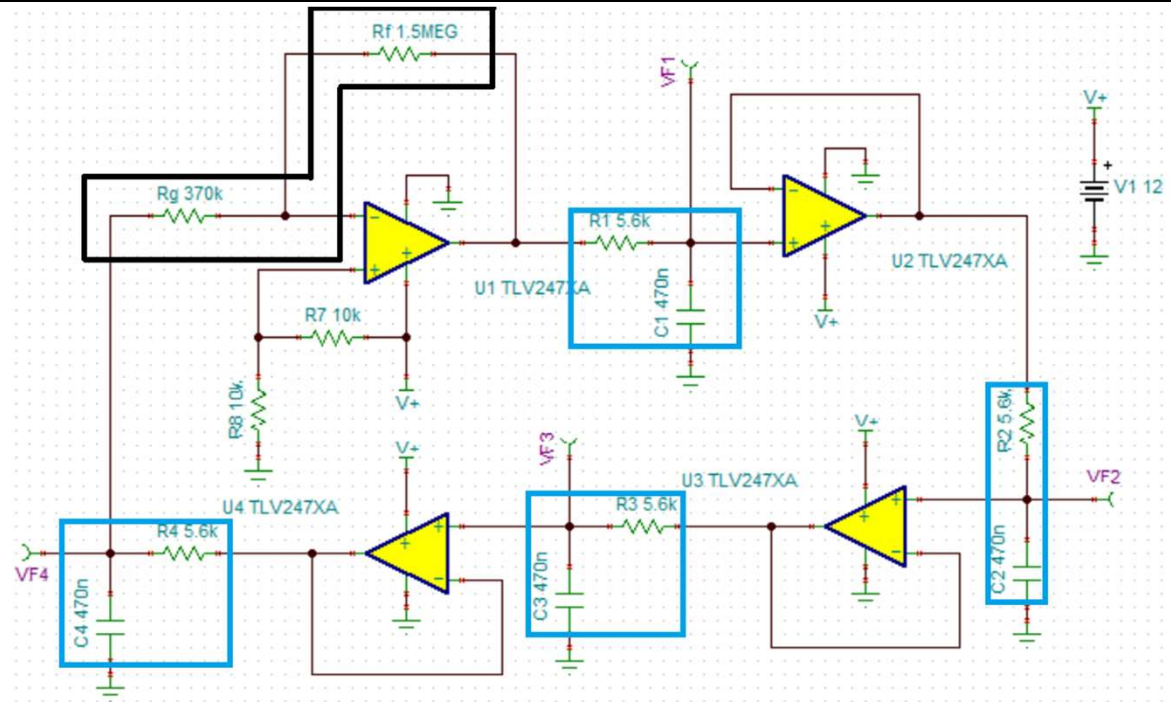 Rf 1.5MEG
VF1
V+
+
V1 12
Rg 370k
−
+
+
U1 TLV247XA
R1 5.6k
C1 470n
−
+
+
U2 TLV247XA
V+
R7 10k
R8 10k
V+
V+
U4 TLV247XA
VF3
U3 TLV247XA
V+
R2 5.6k
VF2
R4 5.6k
VF4
C4 470n
+
+
−
R3 5.6k
C3 470n
+
+
−
C2 470n